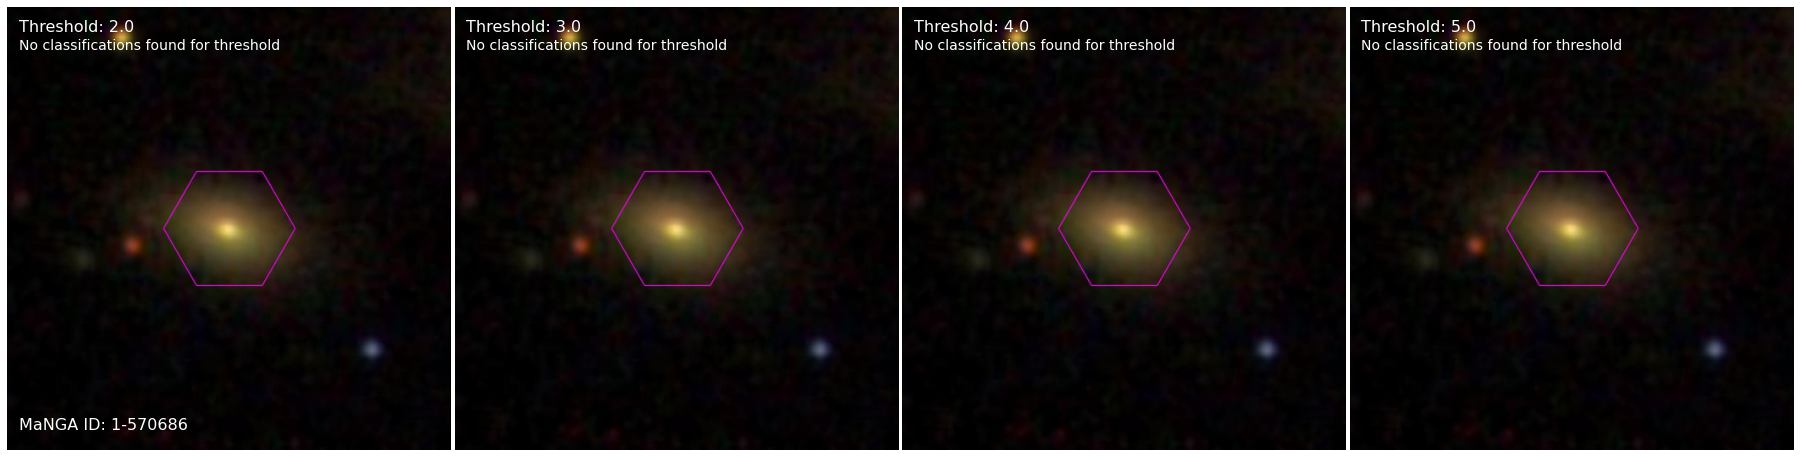 Threshold: 2.0
No classifications found for threshold
MaNGA ID: 1-570686
Threshold: 3.0
No classifications found for threshold
Threshold: 4.0
No classifications found for threshold
Threshold: 5.0
No classifications found for threshold